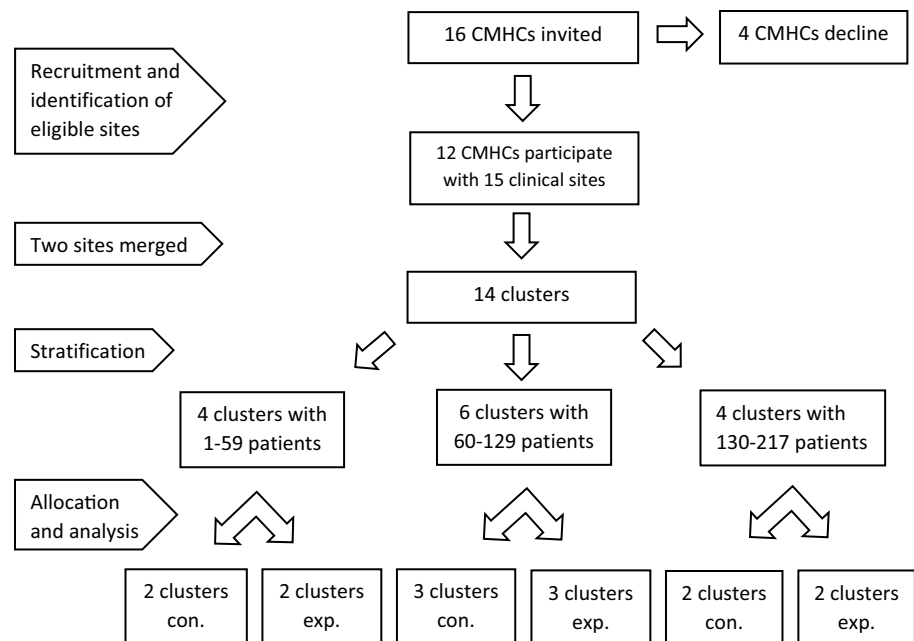 16 CMHCs invited
4 CMHCs decline
Recruitment and
identification of
eligible sites
12 CMHCs participate
with 15 clinical sites
Two sites merged
14 clusters
Stratification
4 clusters with
1-59 patients
6 clusters with
60-129 patients
4 clusters with
130-217 patients
Allocation
and analysis
2 clusters
con.
2 clusters
exp.
3 clusters
con.
3 clusters
exp.
2 clusters
con.
2 clusters
exp.